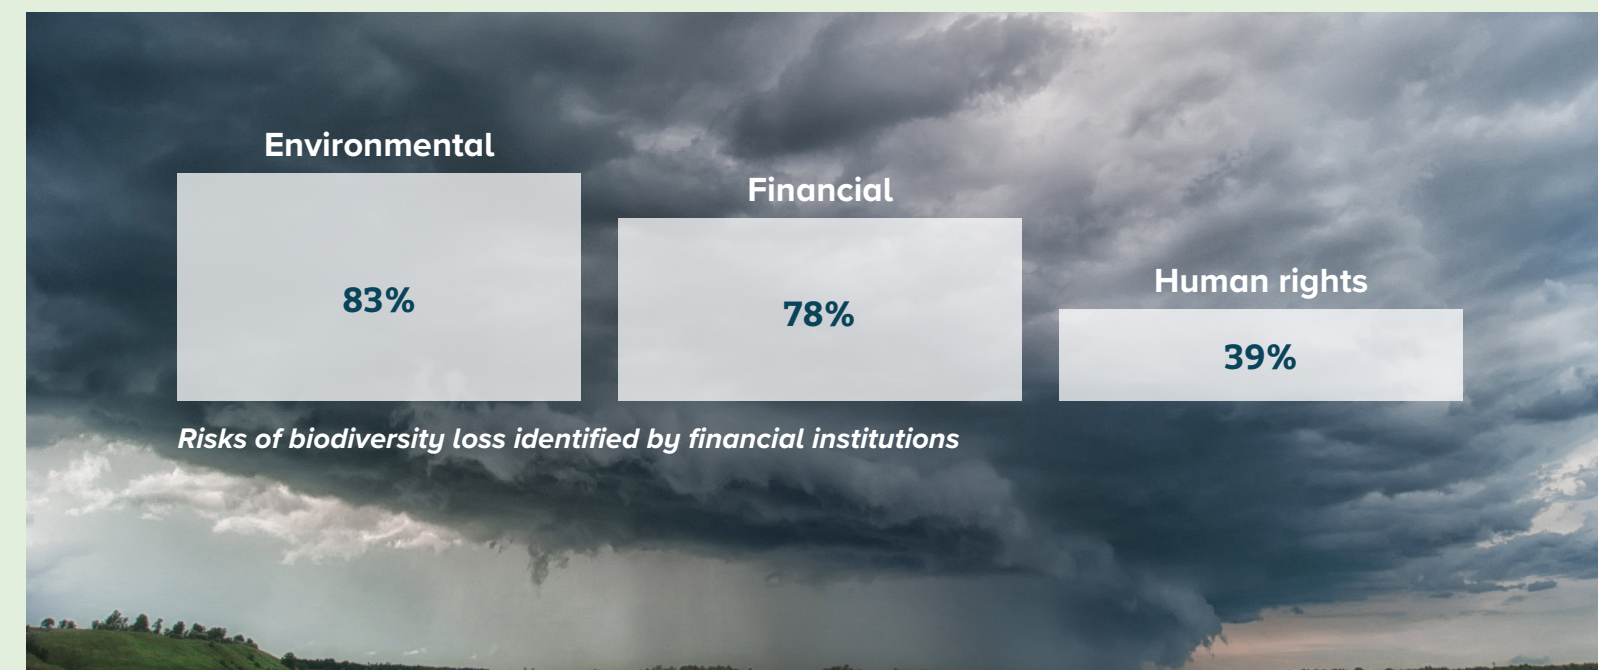 Environmental
83%
Financial
78%
Human rights
39%
Risks of biodiversity loss identified by financial institutions